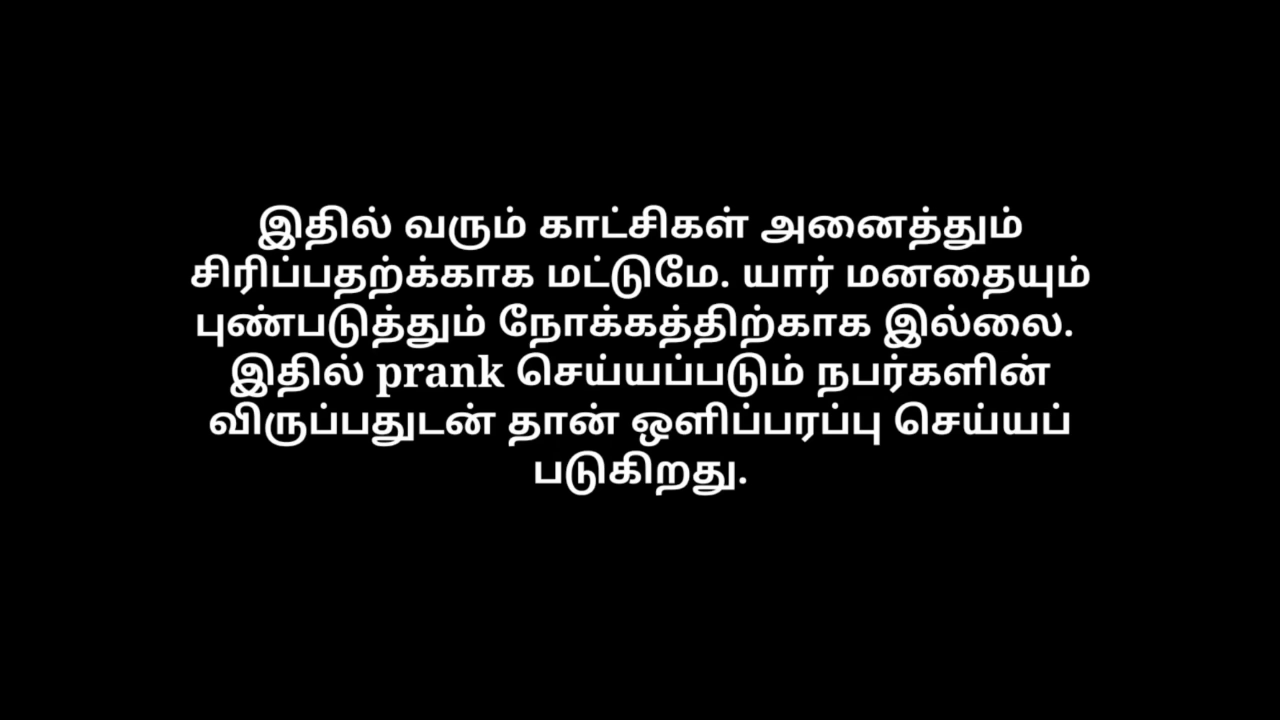 இதில் வரும் காட்சிகள் அனைத்தும்
சிரிப்பதற்க்காக மட்டுமே. யார் மனதையும்
புண்படுத்தும் நோக்கத்திற்காக இல்லை.
இதில் prank செய்யப்படும் நபர்களின்
விருப்பதுடன் தான் ஒளிப்பரப்பு செய்யப்
படுகிறது.